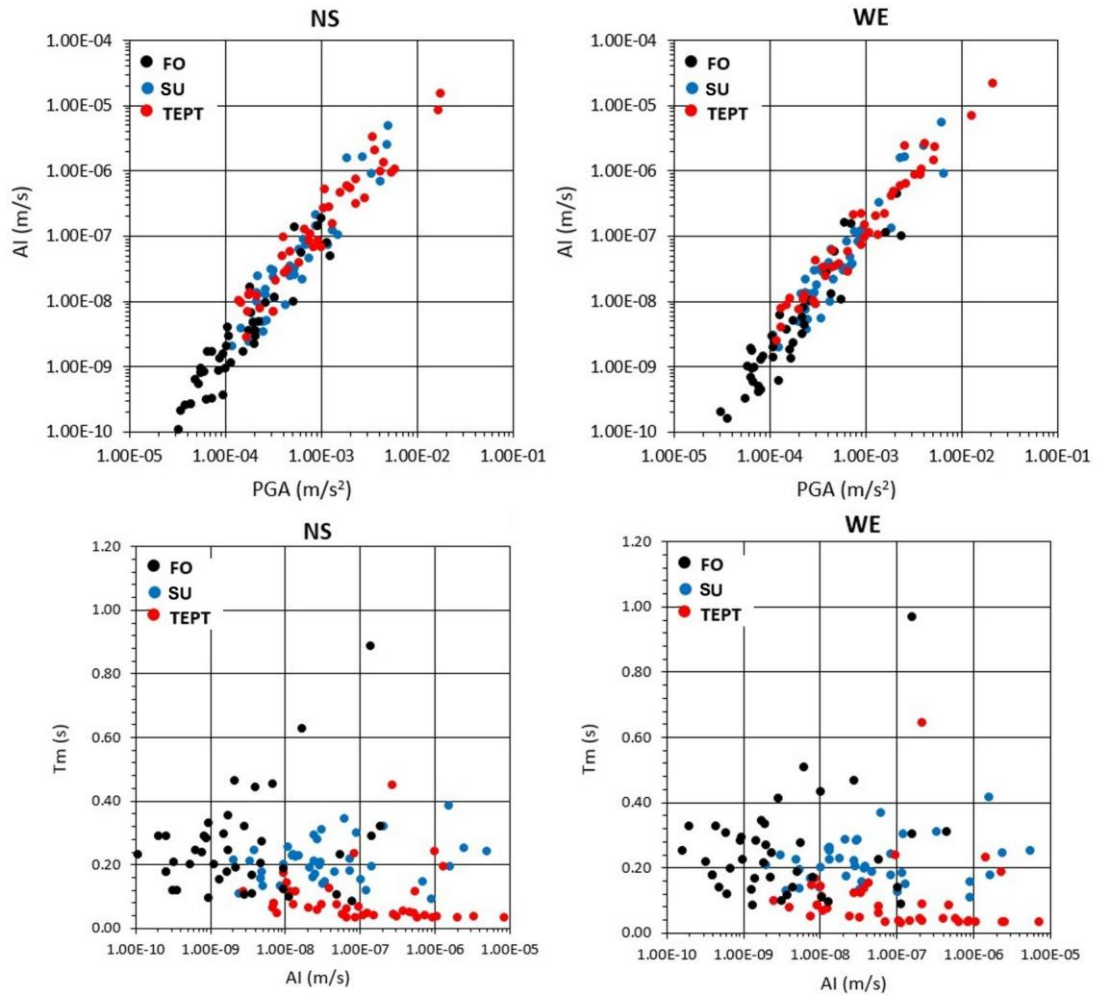 NS
1.00E-04
1.00E-05
1.00E-06
1.00E-07
1.00E-08
1.00E-09
1.00E-10
AI (m/s)
FO
SU
TEPT
1.00E-05 1.00E-04 1.00E-03 1.00E-02 1.00E-01
PGA (m/s²)
WE
1.00E-04
1.00E-05
1.00E-06
1.00E-07
1.00E-08
1.00E-09
1.00E-10
AI (m/s)
FO
SU
TEPT
1.00E-05 1.00E-04 1.00E-03 1.00E-02 1.00E-01
PGA (m/s²)
NS
1.20
1.00
0.80
0.60
0.40
0.20
0.00
Tm (s)
FO
SU
TEPT
1.00E-10 1.00E-09 1.00E-08 1.00E-07 1.00E-06 1.00E-05
AI (m/s)
WE
1.20
1.00
0.80
0.60
0.40
0.20
0.00
Tm (s)
FO
SU
TEPT
1.00E-10 1.00E-09 1.00E-08 1.00E-07 1.00E-06 1.00E-05
AI (m/s)